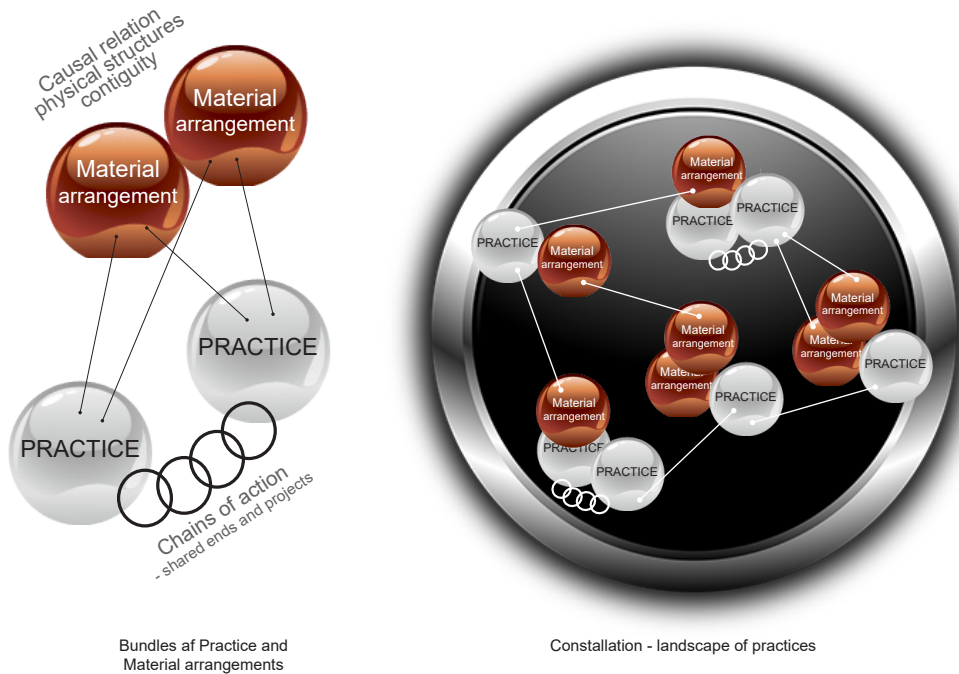 Causal relation
physical structures
contiguity
Material
arrangement
Material
arrangement
PRACTICE
PRACTICE
Chains of action
- shared ends and projects
Bundles af Practice and
Material arrangements
Material
arrangement
PRACTICE
PRACTICE
PRACTICE
Material
arrangement
Material
arrangement
Material
arrangement
Material
arrangement
Material
arrangement
PRACTICE
PRACTICE
Material
arrangement
PRACTICE
PRACTICE
Constallation - landscape of practices